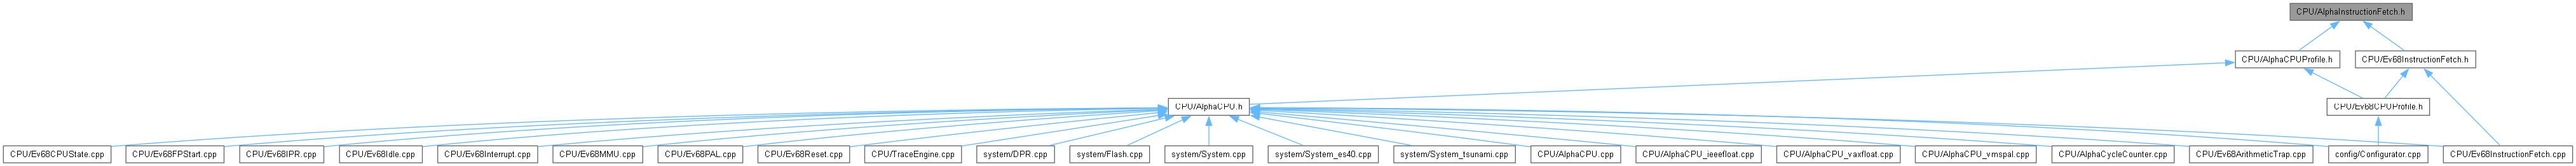 CPU/AlphaInstructionFetch.h
CPU/AlphaCPUProfile.h
CPU/Ev68InstructionFetch.h
CPU/AlphaCPU.h
CPU/Ev68CPUProfile.h
CPU/Ev68CPUState.cpp
CPU/Ev68FPStart.cpp
CPU/Ev68IPR.cpp
CPU/Ev68Idle.cpp
CPU/Ev68Interrupt.cpp
CPU/Ev68MMU.cpp
CPU/Ev68PAL.cpp
CPU/Ev68Reset.cpp
CPU/TraceEngine.cpp
system/DPR.cpp
system/Flash.cpp
system/System.cpp
system/System_es40.cpp
system/System_tsunami.cpp
CPU/AlphaCPU.cpp
CPU/AlphaCPU_ieeefloat.cpp
CPU/AlphaCPU_vaxfloat.cpp
CPU/AlphaCPU_vmspal.cpp
CPU/AlphaCycleCounter.cpp
CPU/Ev68ArithmeticTrap.cpp
config/Configurator.cpp
CPU/Ev68InstructionFetch.cpp